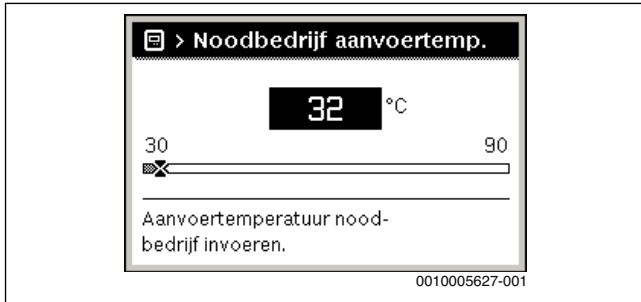 > Noodbedrijf aanvoertemp.
32 °C
30 90
Aanvoertemperatuur nood-
bedrijf invoeren.
0010005627-001